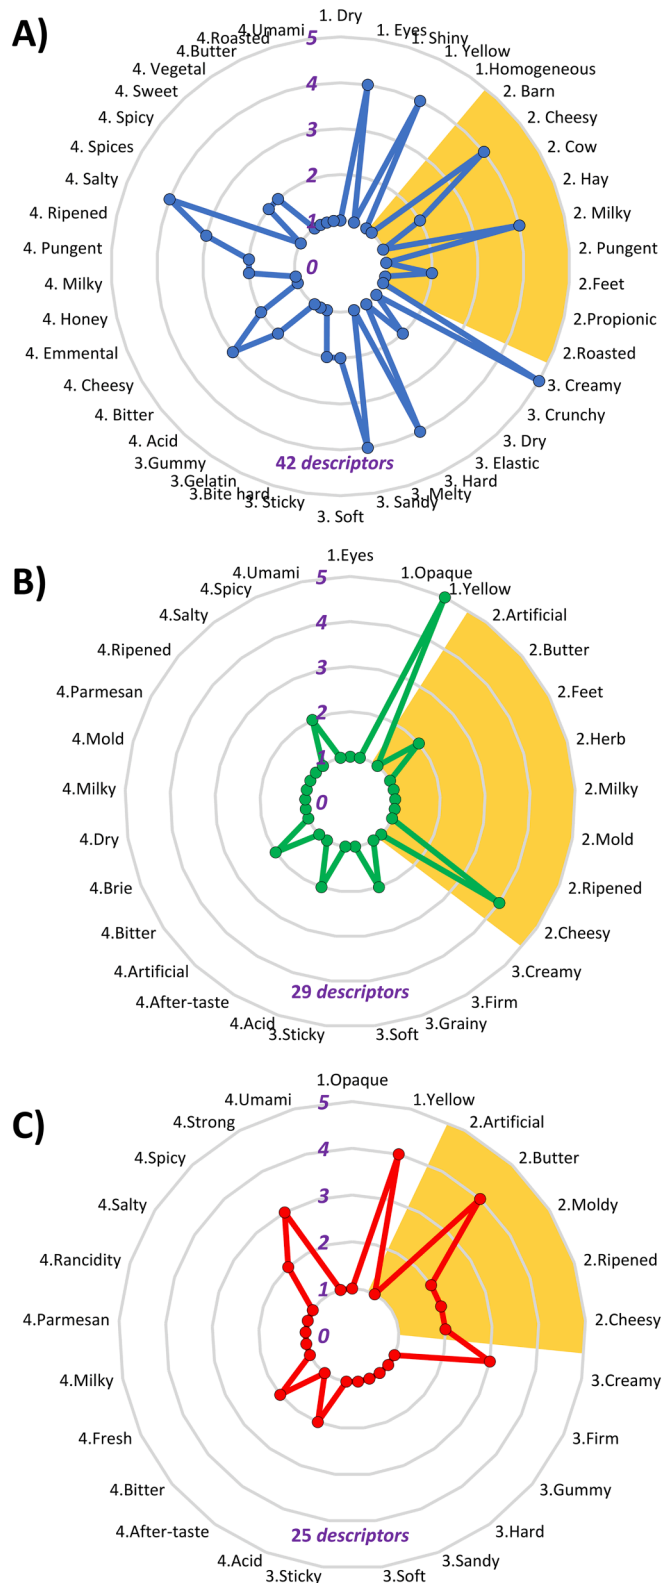 A)
1. Dry
1. Eyes
1. Shiny
1. Yellow
1.Homogeneous
2. Barn
2. Cheesy
2. Cow
2. Hay
2. Milky
2. Pungent
2.Feet
2.Propionic
2.Roasted
3. Creamy
3. Crunchy
3. Dry
3. Elastic
3. Hard
3. Melty
3. Sandy
3. Soft
3. Sticky
3.Bite hard
3.Gelatin
3.Gummy
4. Acid
4. Bitter
4. Cheesy
4. Emmental
4. Honey
4. Milky
4. Pungent
4. Ripened
4. Salty
4. Spices
4. Spicy
4. Sweet
4. Vegetal
4.Butter
4.Roasted
4.Umami
5
4
3
2
1
0
42 descriptors
B)
1.Eyes
1.Opaque
1.Yellow
2.Artificial
2.Butter
2.Feet
2.Herb
2.Milky
2.Mold
2.Ripened
2.Cheesy
3.Creamy
3.Firm
3.Grainy
3.Soft
3.Sticky
4.Acid
4.After-taste
4.Artificial
4.Bitter
4.Brie
4.Dry
4.Milky
4.Mold
4.Parmesan
4.Ripened
4.Salty
4.Spicy
4.Umami
5
4
3
2
1
0
29 descriptors
C)
1.Opaque
1.Yellow
2.Artificial
2.Butter
2.Moldy
2.Ripened
2.Cheesy
3.Creamy
3.Firm
3.Gummy
3.Hard
3.Sandy
3.Soft
3.Sticky
4.Acid
4.After-taste
4.Bitter
4.Fresh
4.Milky
4.Parmesan
4.Rancidity
4.Salty
4.Spicy
4.Strong
4.Umami
5
4
3
2
1
0
25 descriptors